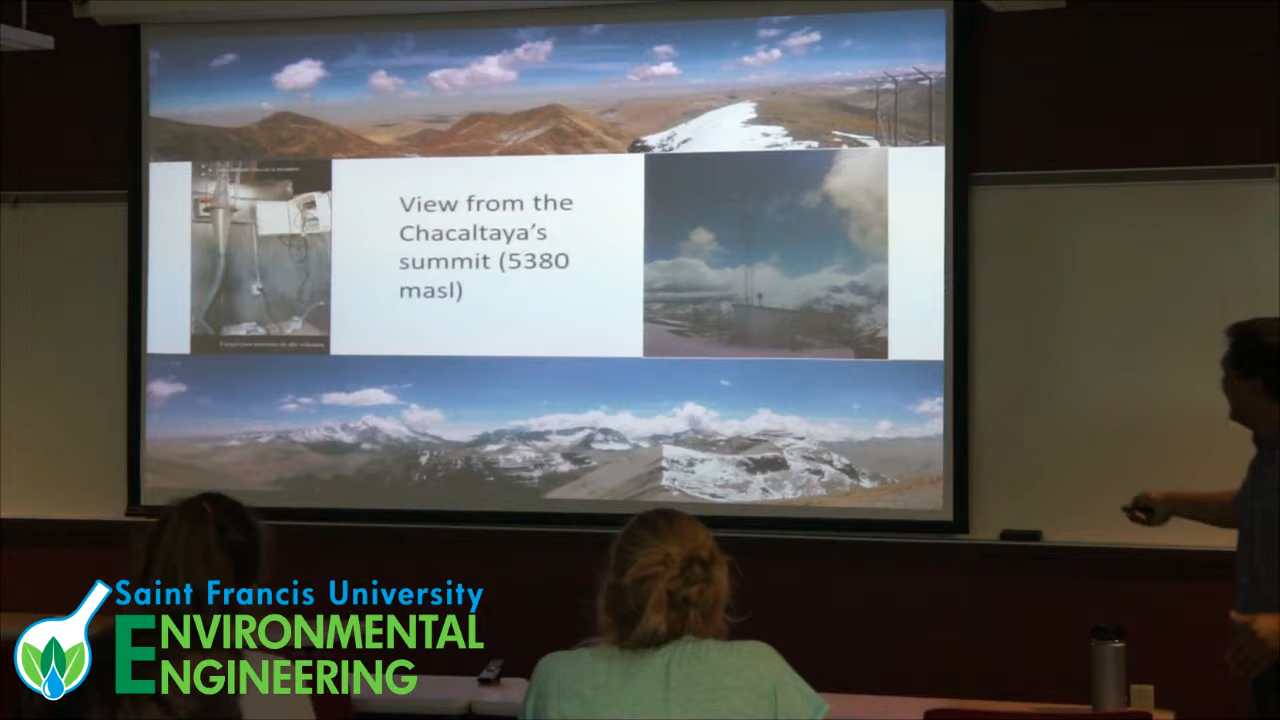 View from the
Chacaltaya's
summit (5380
masl)
Saint Francis University
ENVIRONMENTAL
ENGINEERING